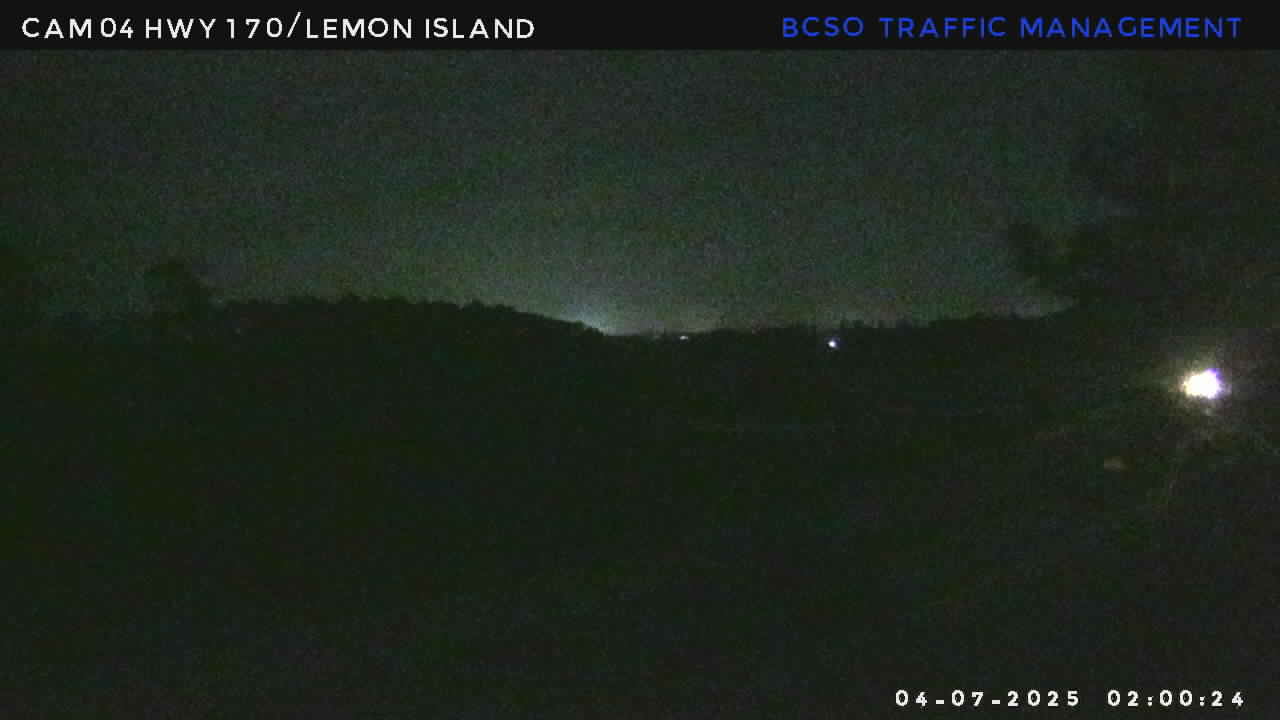 CAM04 HWY 170/LEMON ISLAND
BCSO TRAFFIC MANAGEMENT
04-07-2025 02:00:24